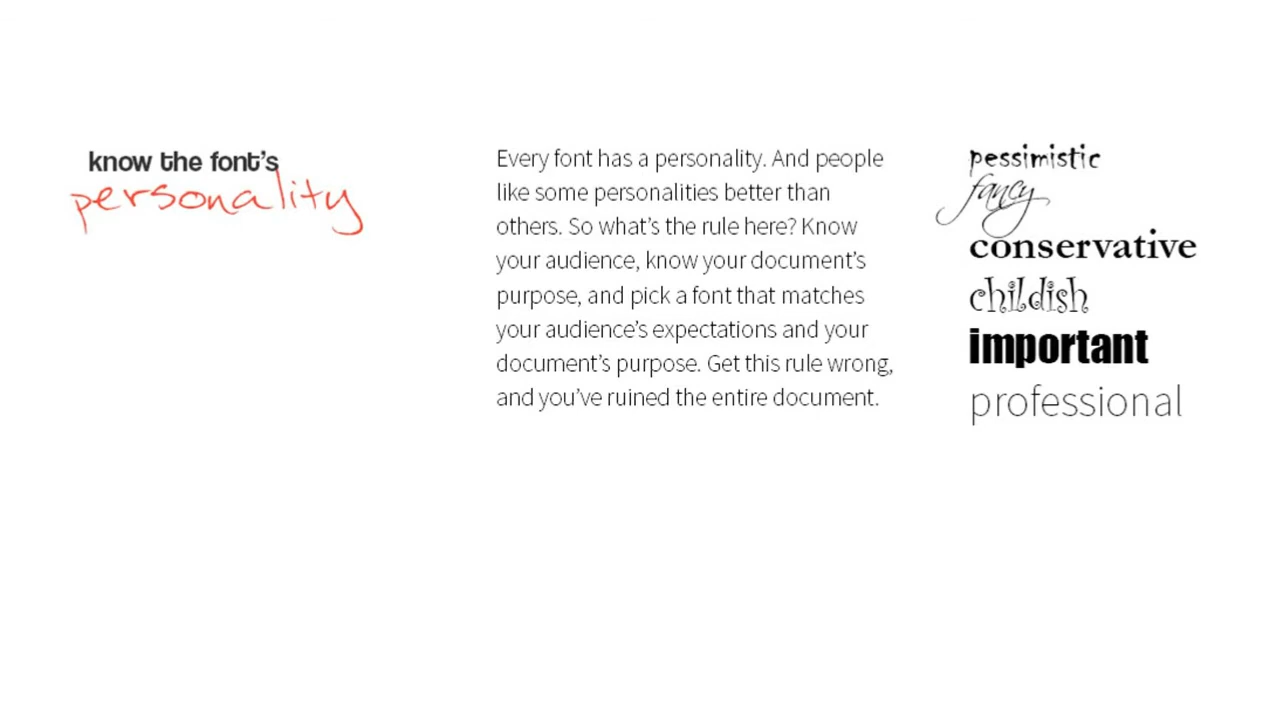 know the font's
personality
Every font has a personality. And people
like some personalities better than
others. So what's the rule here? Know
your audience, know your document's
purpose, and pick a font that matches
your audience's expectations and your
document's purpose. Get this rule wrong,
and you've ruined the entire document.
pessimistic
fancy
conservative
childish
important
professional